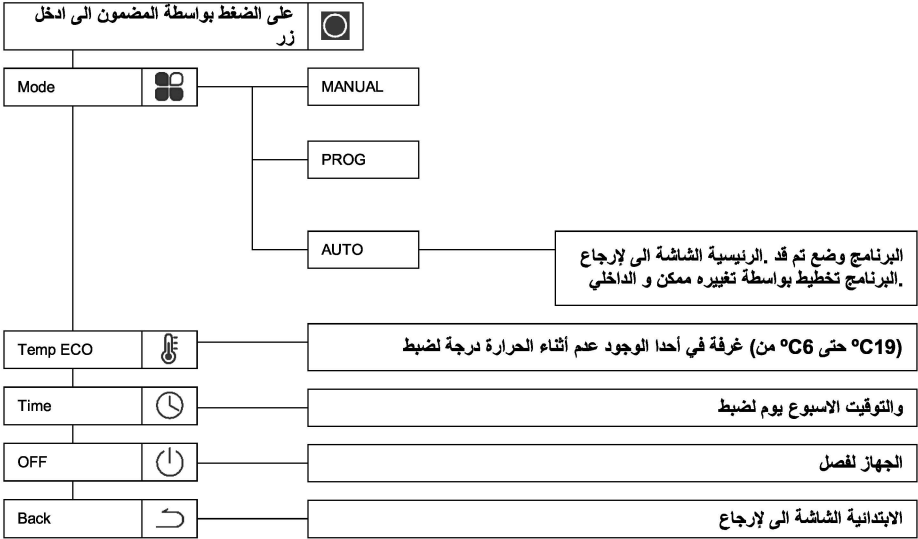 على الضغط بواسطة المضمون الى ادخل
زر
Mode
MANUAL
PROG
AUTO
البرنامج وضع تم قد .الرئيسية الشاشة الى لإرجاع
.البرنامج تخطيط بواسطة تغييره ممكن و الداخلي
Temp ECO
(ºC19 حتى ºC6 من) غرفة في أحدا الوجود عدم أثناء الحرارة درجة لضبط
Time
والتوقيت الاسبوع يوم لضبط
OFF
الجهاز لفصل
Back
الابتدائية الشاشة الى لإرجاع